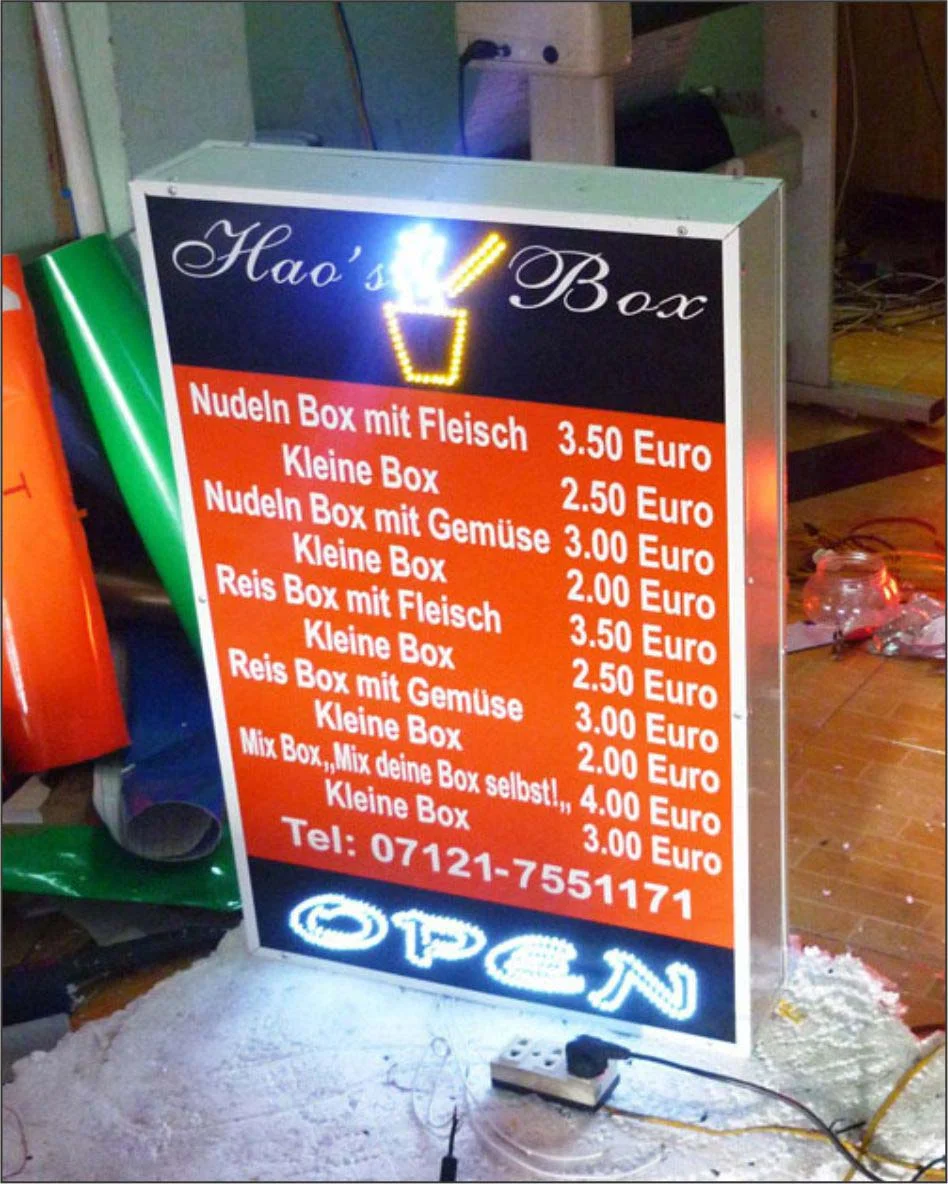 Hao's Box
Nudeln Box mit Fleisch 3.50 Euro
Kleine Box 2.50 Euro
Nudeln Box mit Gemüse 3.00 Euro
Kleine Box 2.00 Euro
Reis Box mit Fleisch 3.50 Euro
Kleine Box 2.50 Euro
Reis Box mit Gemüse 3.00 Euro
Kleine Box 2.00 Euro
Mix Box,,Mix deine Box selbst!,, 4.00 Euro
Kleine Box 3.00 Euro
Tel: 07121-7551171
OPEN